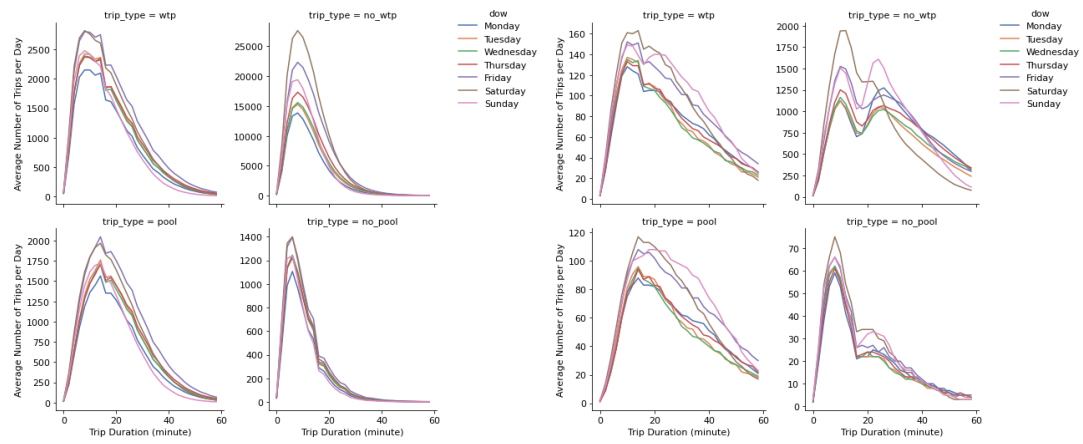 trip_type = wtp
trip_type = no_wtp
dow
Monday
Tuesday
Wednesday
Thursday
Friday
Saturday
Sunday
Average Number of Trips per Day
2500
2000
1500
1000
500
0
25000
20000
15000
10000
5000
0
trip_type = pool
trip_type = no_pool
Average Number of Trips per Day
2000
1750
1500
1250
1000
750
500
250
0
1400
1200
1000
800
600
400
200
0
0
20
40
60
0
20
40
60
Trip Duration (minute)
Trip Duration (minute)
trip_type = wtp
trip_type = no_wtp
dow
Monday
Tuesday
Wednesday
Thursday
Friday
Saturday
Sunday
Average Number of Trips per Day
160
140
120
100
80
60
40
20
0
2000
1750
1500
1250
1000
750
500
250
0
trip_type = pool
trip_type = no_pool
Average Number of Trips per Day
120
100
80
60
40
20
0
70
60
50
40
30
20
10
0
0
20
40
60
0
20
40
60
Trip Duration (minute)
Trip Duration (minute)